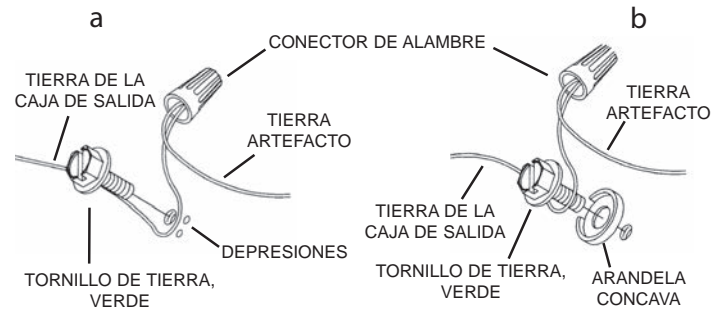 a
b
CONECTOR DE ALAMBRE
TIERRA DE LA
CAJA DE SALIDA
TIERRA
ARTEFACTO
DEPRESIONES
TORNILLO DE TIERRA,
VERDE
TIERRA
ARTEFACTO
TIERRA DE LA
CAJA DE SALIDA
TORNILLO DE TIERRA,
VERDE
ARANDELA
CONCAVA